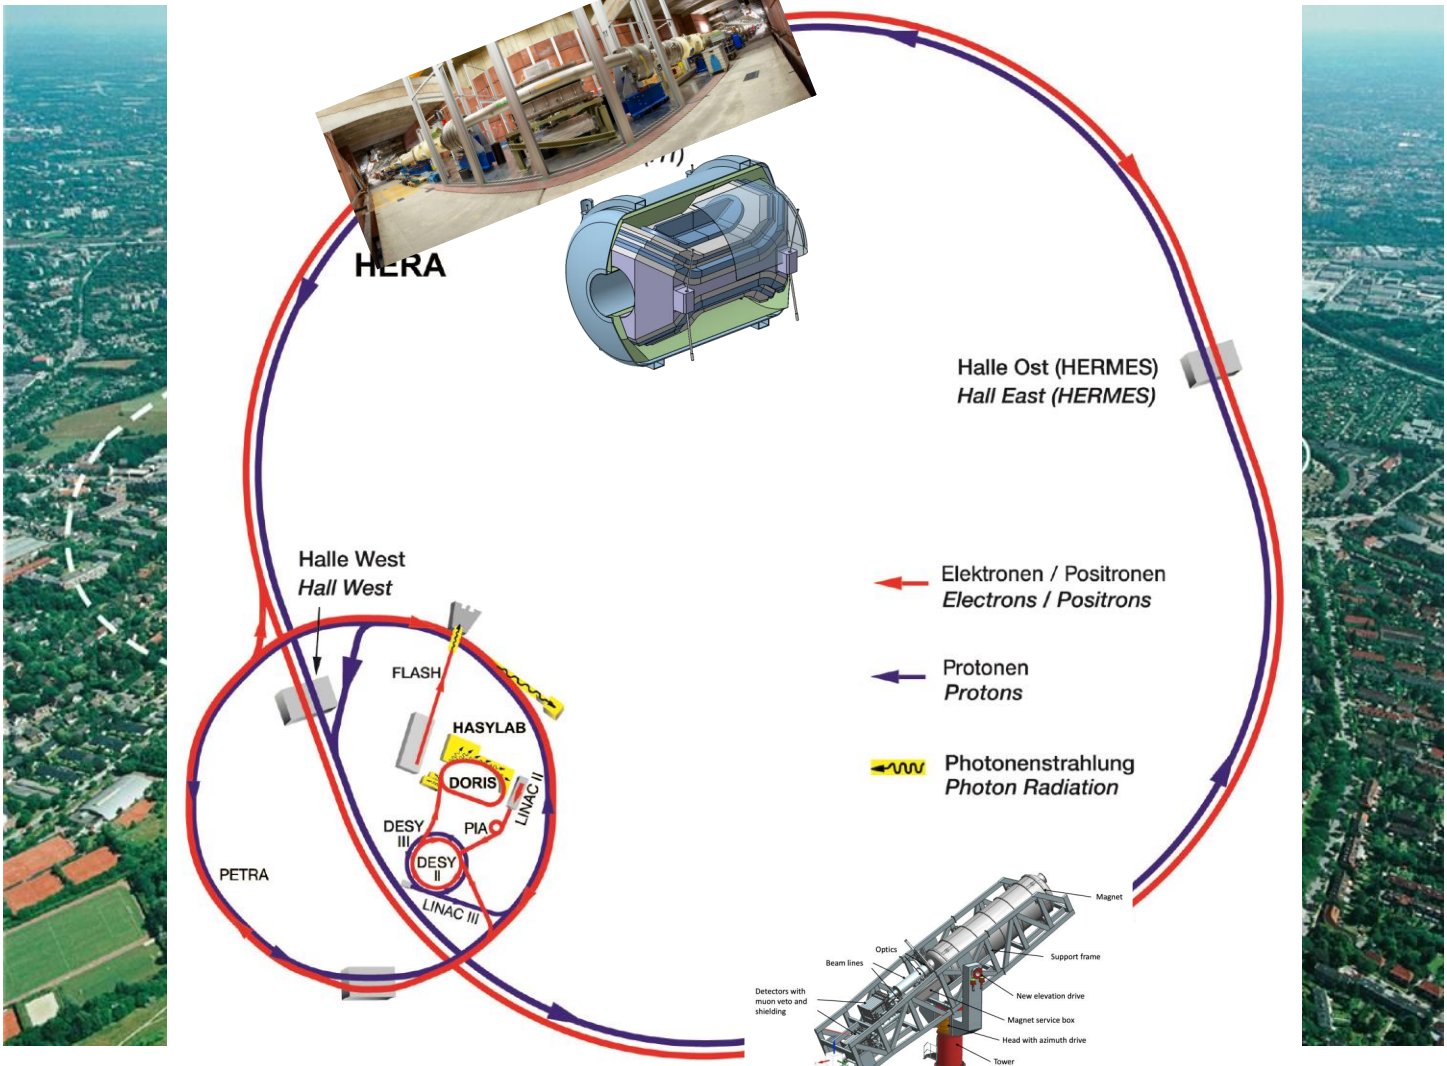 HERA
Halle Ost (HERMES)
Hall East (HERMES)
Halle West
Hall West
Elektronen / Positronen
Electrons / Positrons
FLASH
Protonen
Protons
HASYLAB
Photonenstrahlung
Photon Radiation
DORIS
LINAC II
DESY
III
PIA
DESY
II
PETRA
LINAC III
Magnet
Optics
Beam lines
Support frame
Detectors with
muon veto and
shielding
New elevation drive
Magnet service box
Head with azimuth drive
Tower